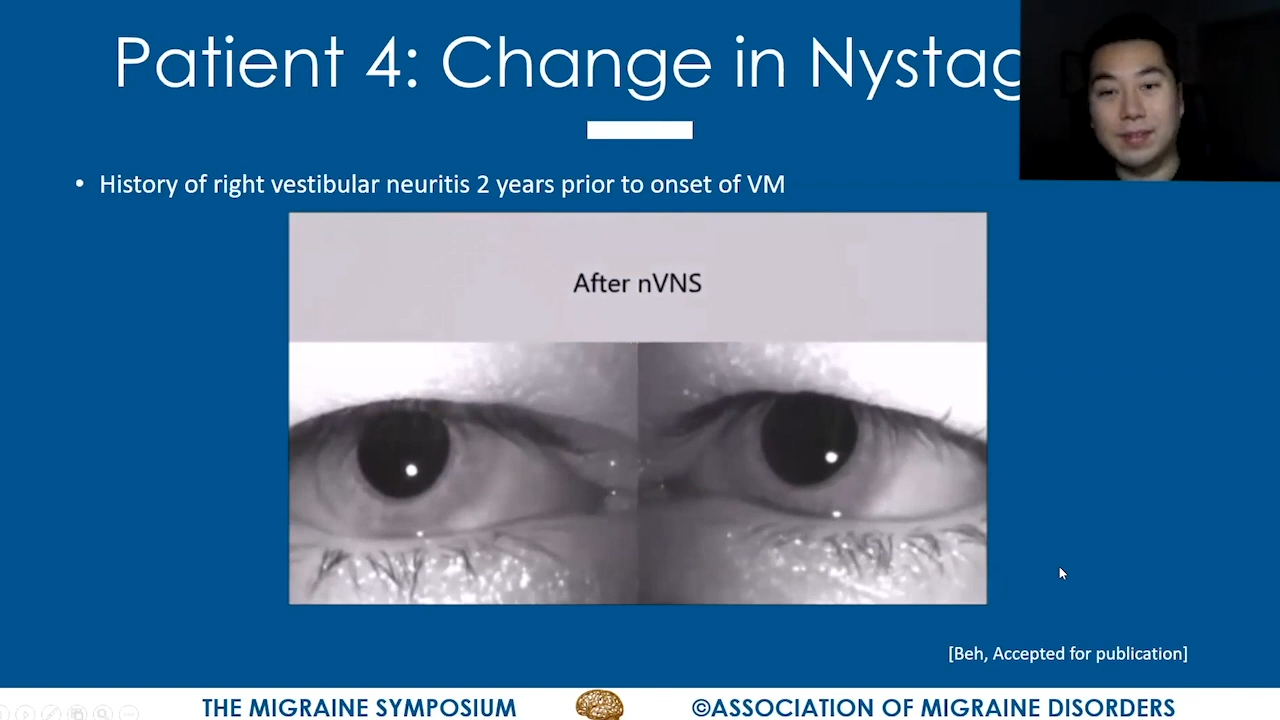 Patient 4: Change in Nystag
• History of right vestibular neuritis 2 years prior to onset of VM
After nVNS
[Beh, Accepted for publication]
THE MIGRAINE SYMPOSIUM
©ASSOCIATION OF MIGRAINE DISORDERS